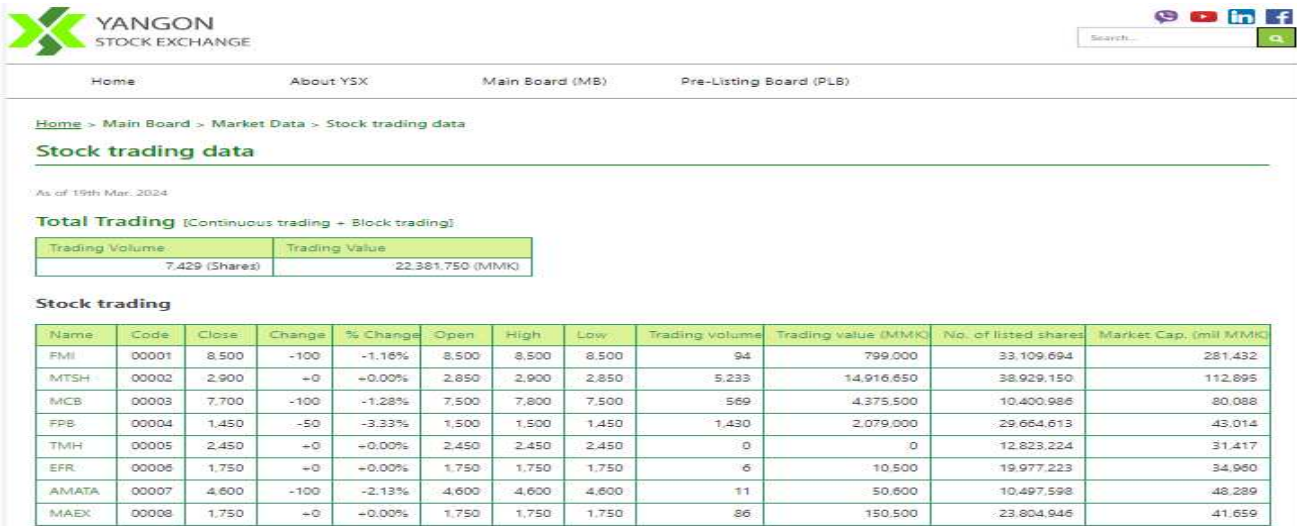 YANGON
STOCK EXCHANGE
Search...
Home About YSX Main Board (MB) Pre-Listing Board (PLB)
Home > Main Board > Market Data > Stock trading data
Stock trading data
As of 19th Mar. 2024
Total Trading [Continuous trading + Block trading]
Trading Volume Trading Value
7,429 (Shares) 22,381,750 (MMK)
Stock trading
Name Code Close Change % Change Open High Low Trading volume Trading value (MMK) No. of listed shares Market Cap. (mil MMK)
FMI 00001 8,500 -100 -1.16% 8,500 8,500 8,500 94 799,000 33,109,694 281,432
MTSH 00002 2,900 +0 +0.00% 2,850 2,900 2,850 5,233 14,916,650 38,929,150 112,895
MCB 00003 7,700 -100 -1.28% 7,500 7,800 7,500 569 4,375,500 10,400,986 80,088
FPB 00004 1,450 -50 -3.33% 1,500 1,500 1,450 1,430 2,079,000 29,664,613 43,014
TMH 00005 2,450 +0 +0.00% 2,450 2,450 2,450 0 0 12,823,224 31,417
EFR 00006 1,750 +0 +0.00% 1,750 1,750 1,750 6 10,500 19,977,223 34,960
AMATA 00007 4,600 -100 -2.13% 4,600 4,600 4,600 11 50,600 10,497,598 48,289
MAEX 00008 1,750 +0 +0.00% 1,750 1,750 1,750 86 150,500 23,804,946 41,659